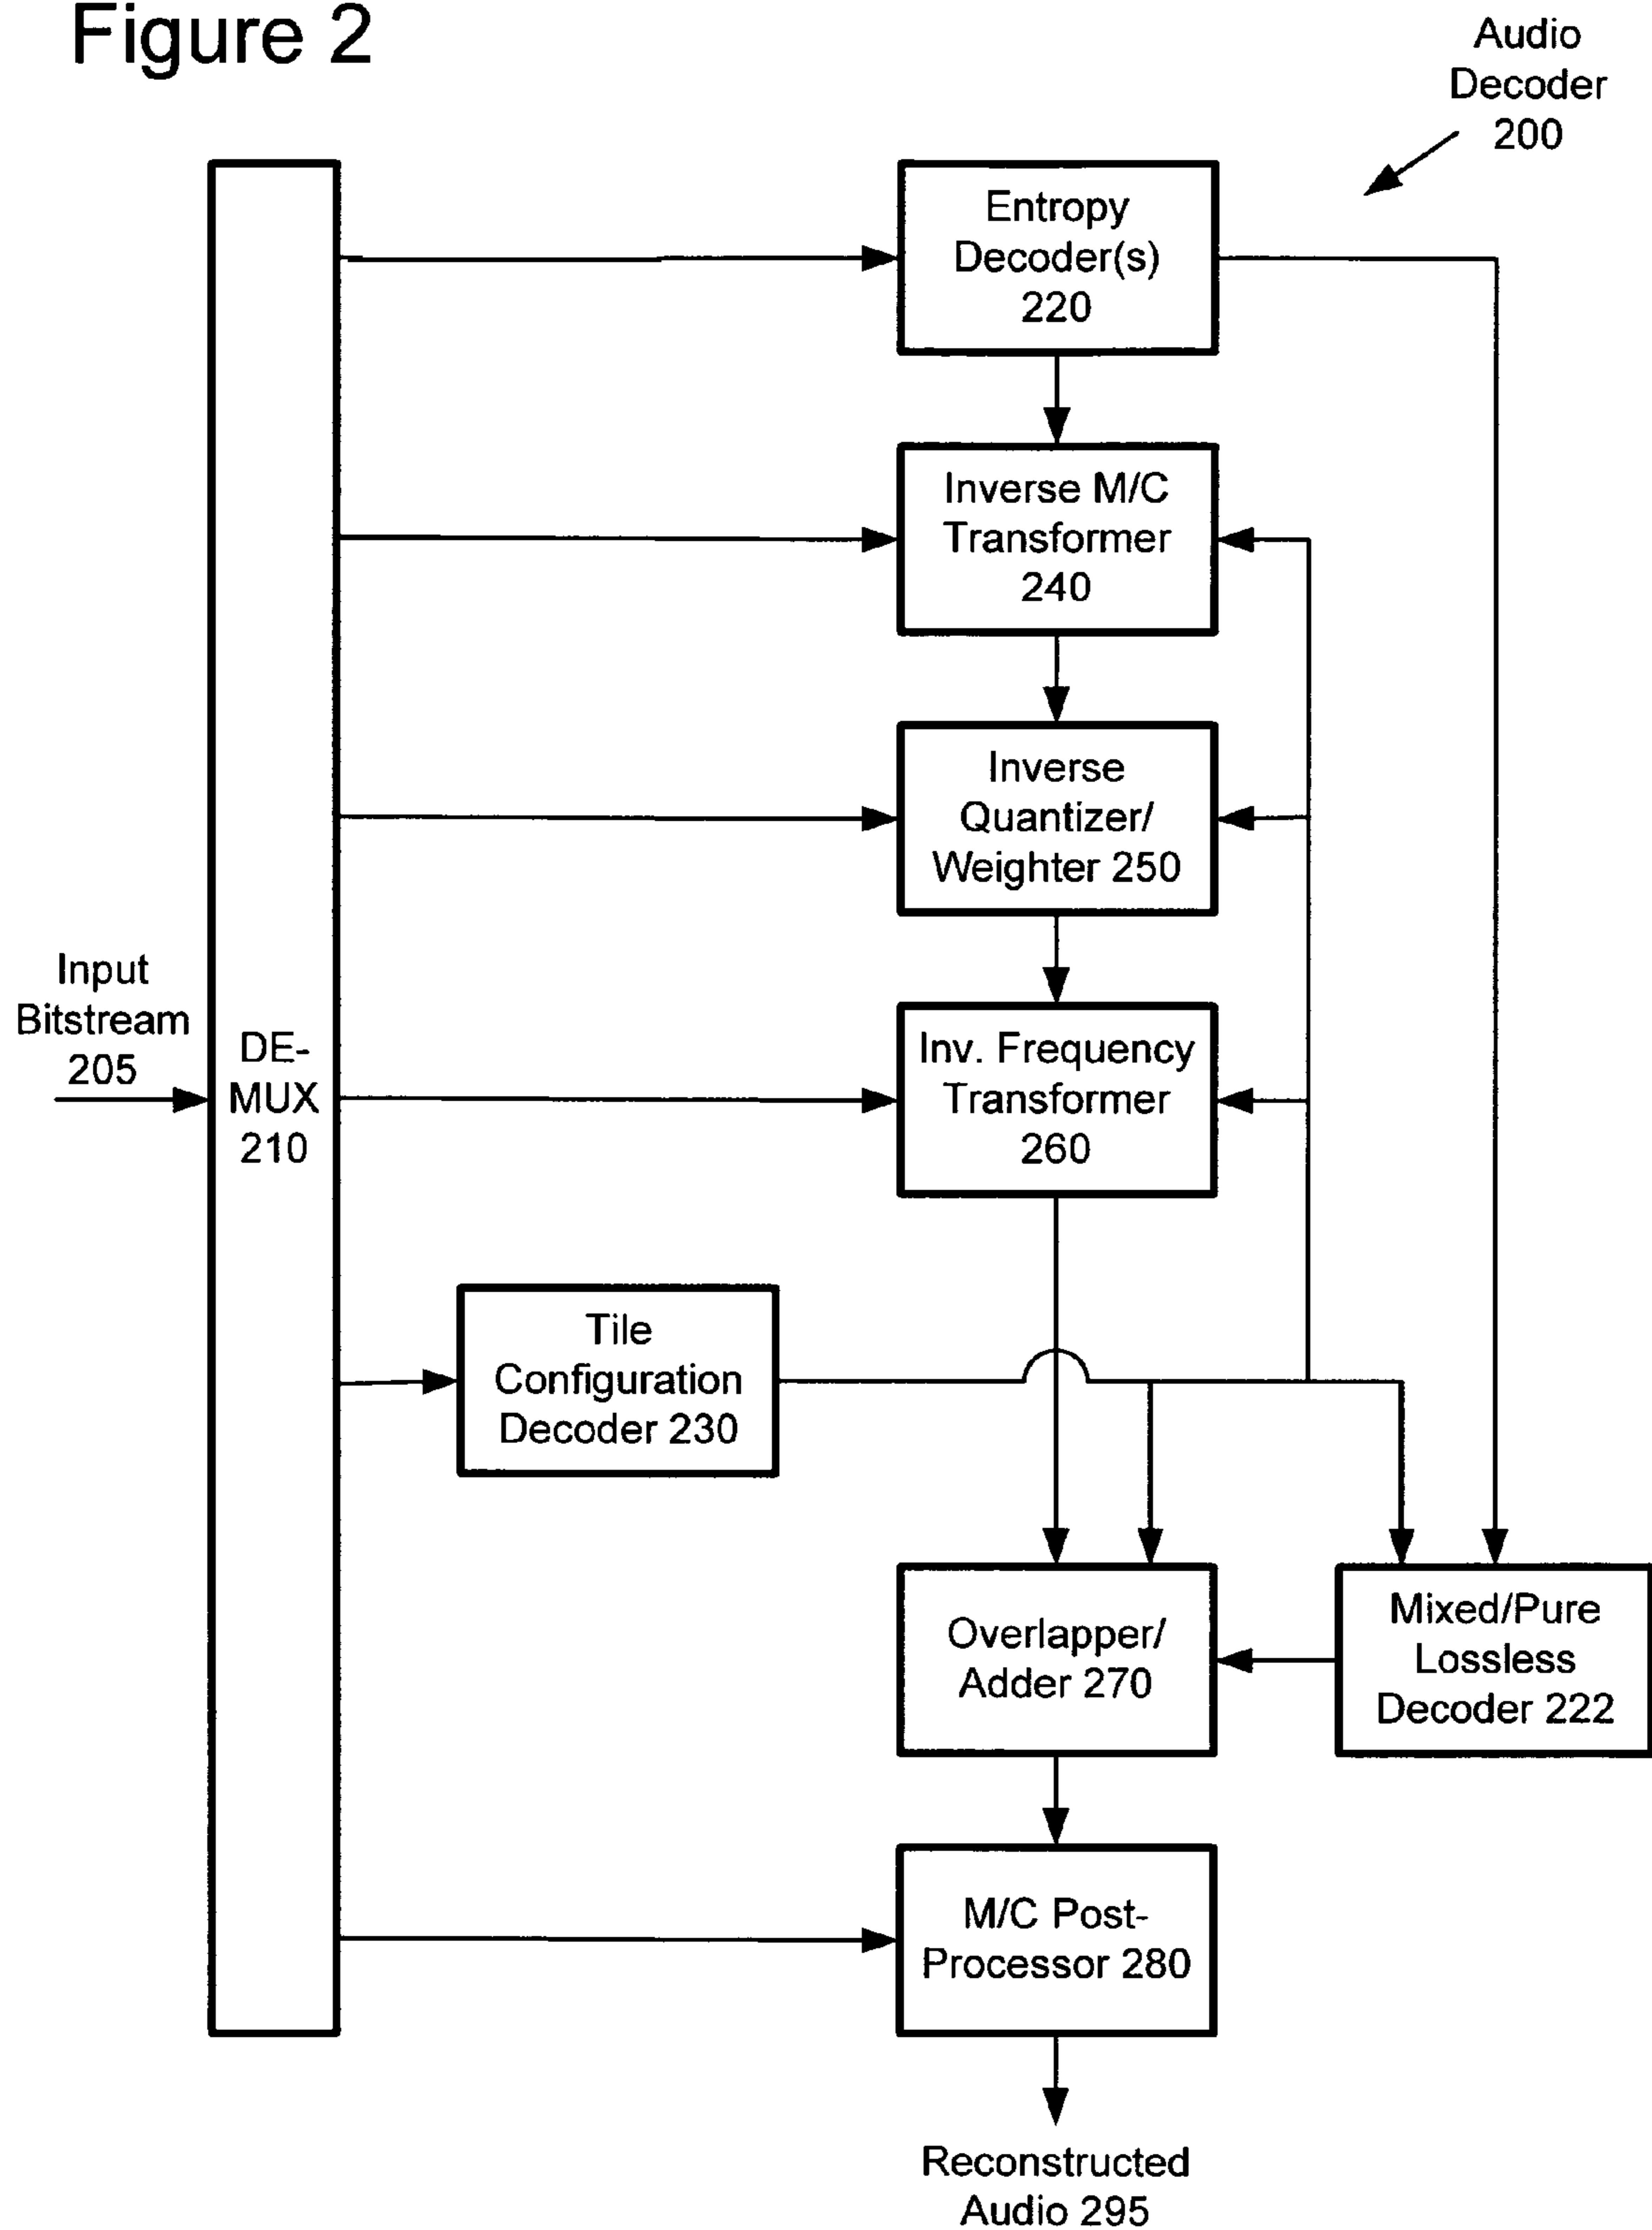 Figure 2
Audio
Decoder
200
Entropy
Decoder(s)
220
Inverse M/C
Transformer
240
Inverse
Quantizer/
Weighter 250
Input
Bitstream
205
DE-
MUX
210
Inv. Frequency
Transformer
260
Tile
Configuration
Decoder 230
Overlapper/
Adder 270
Mixed/Pure
Lossless
Decoder 222
M/C Post-
Processor 280
Reconstructed
Audio 295